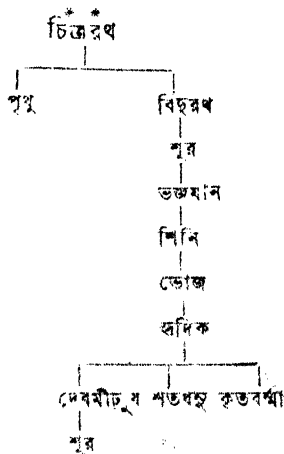 * *
চিত্ররথ
পৃথু বিদূরথ
শূর
ভজমান
শিনি
ভোজ
হৃদিক
দেবমীঢ়ুষ শতধনু কৃতবর্ম্মা
শূর